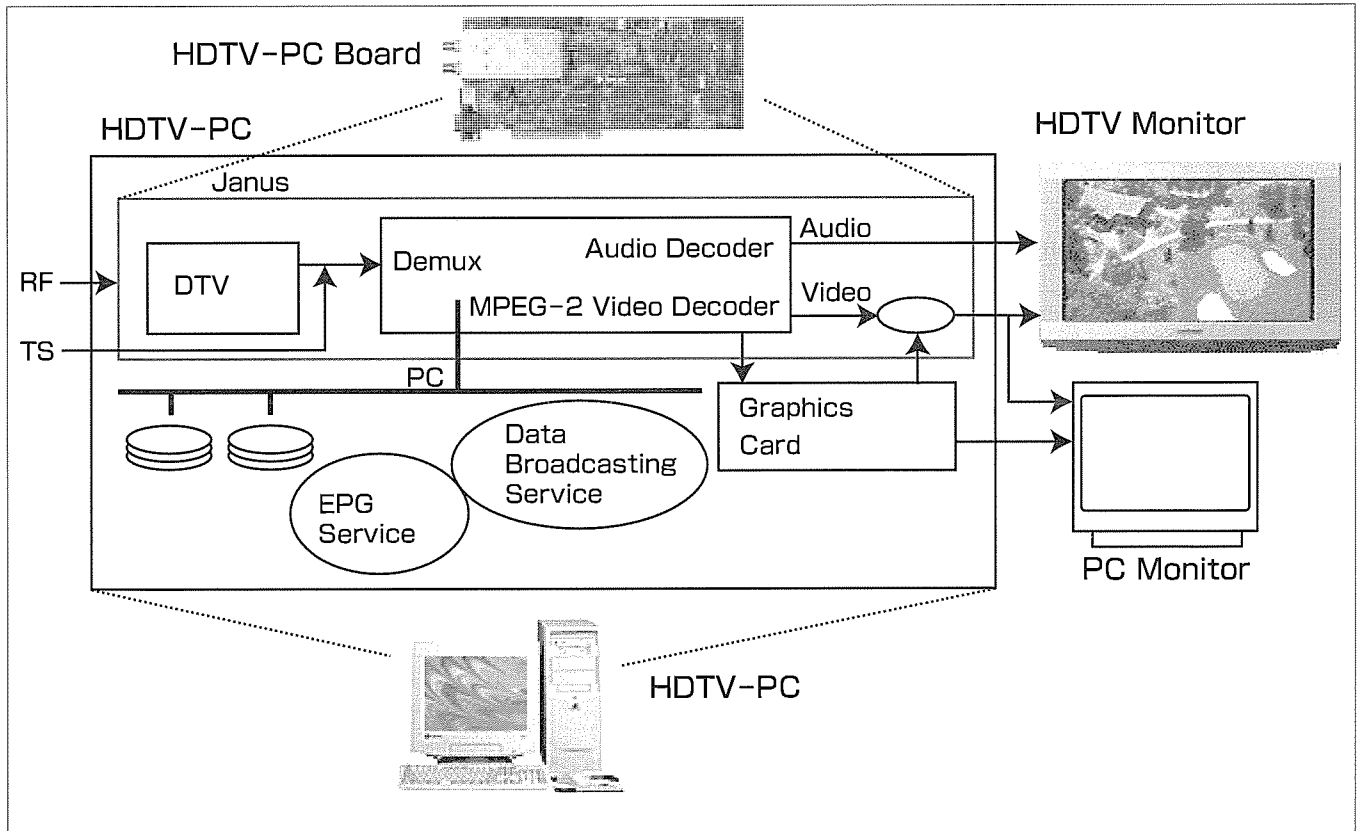 HDTV-PC Board
HDTV-PC
HDTV Monitor
Janus
RF
DTV
Demux
Audio Decoder
Audio
MPEG-2 Video Decoder
Video
TS
PC
Graphics
Card
Data
Broadcasting
Service
EPG
Service
PC Monitor
HDTV-PC